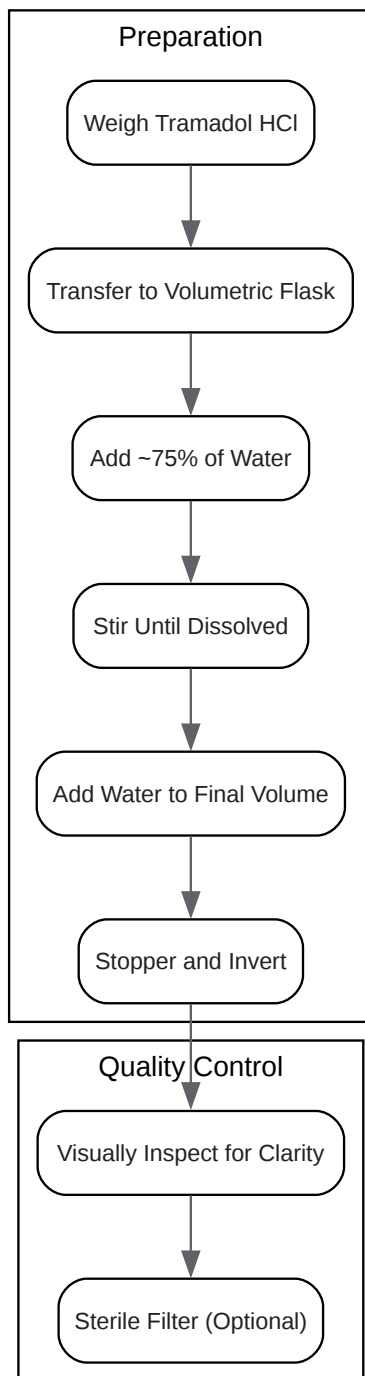 Preparation
Weigh Tramadol HCl
Transfer to Volumetric Flask
Add ~75% of Water
Stir Until Dissolved
Add Water to Final Volume
Stopper and Invert
Quality Control
Visually Inspect for Clarity
Sterile Filter (Optional)